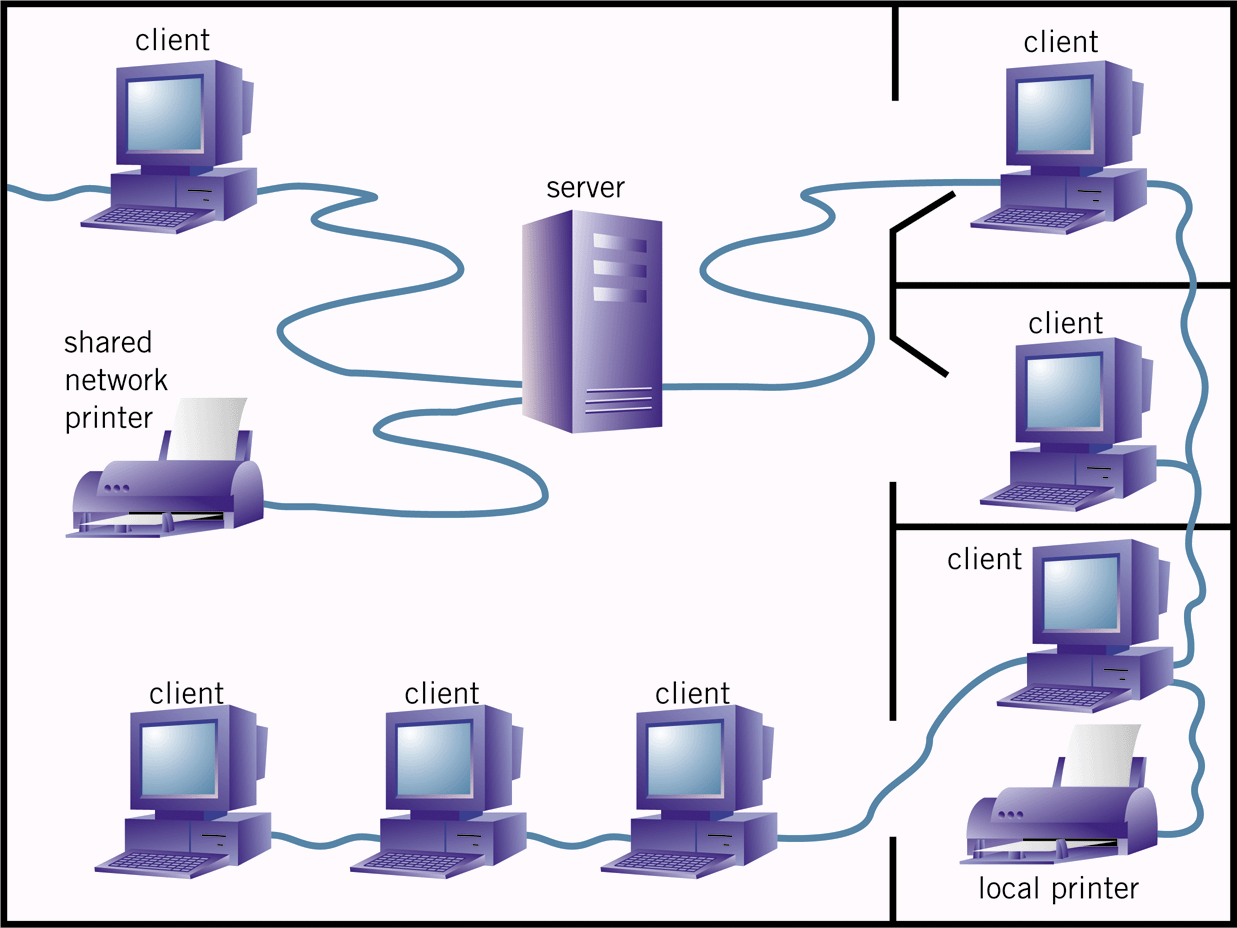 client
client
server
client
shared
network
printer
client
client
client
client
local printer